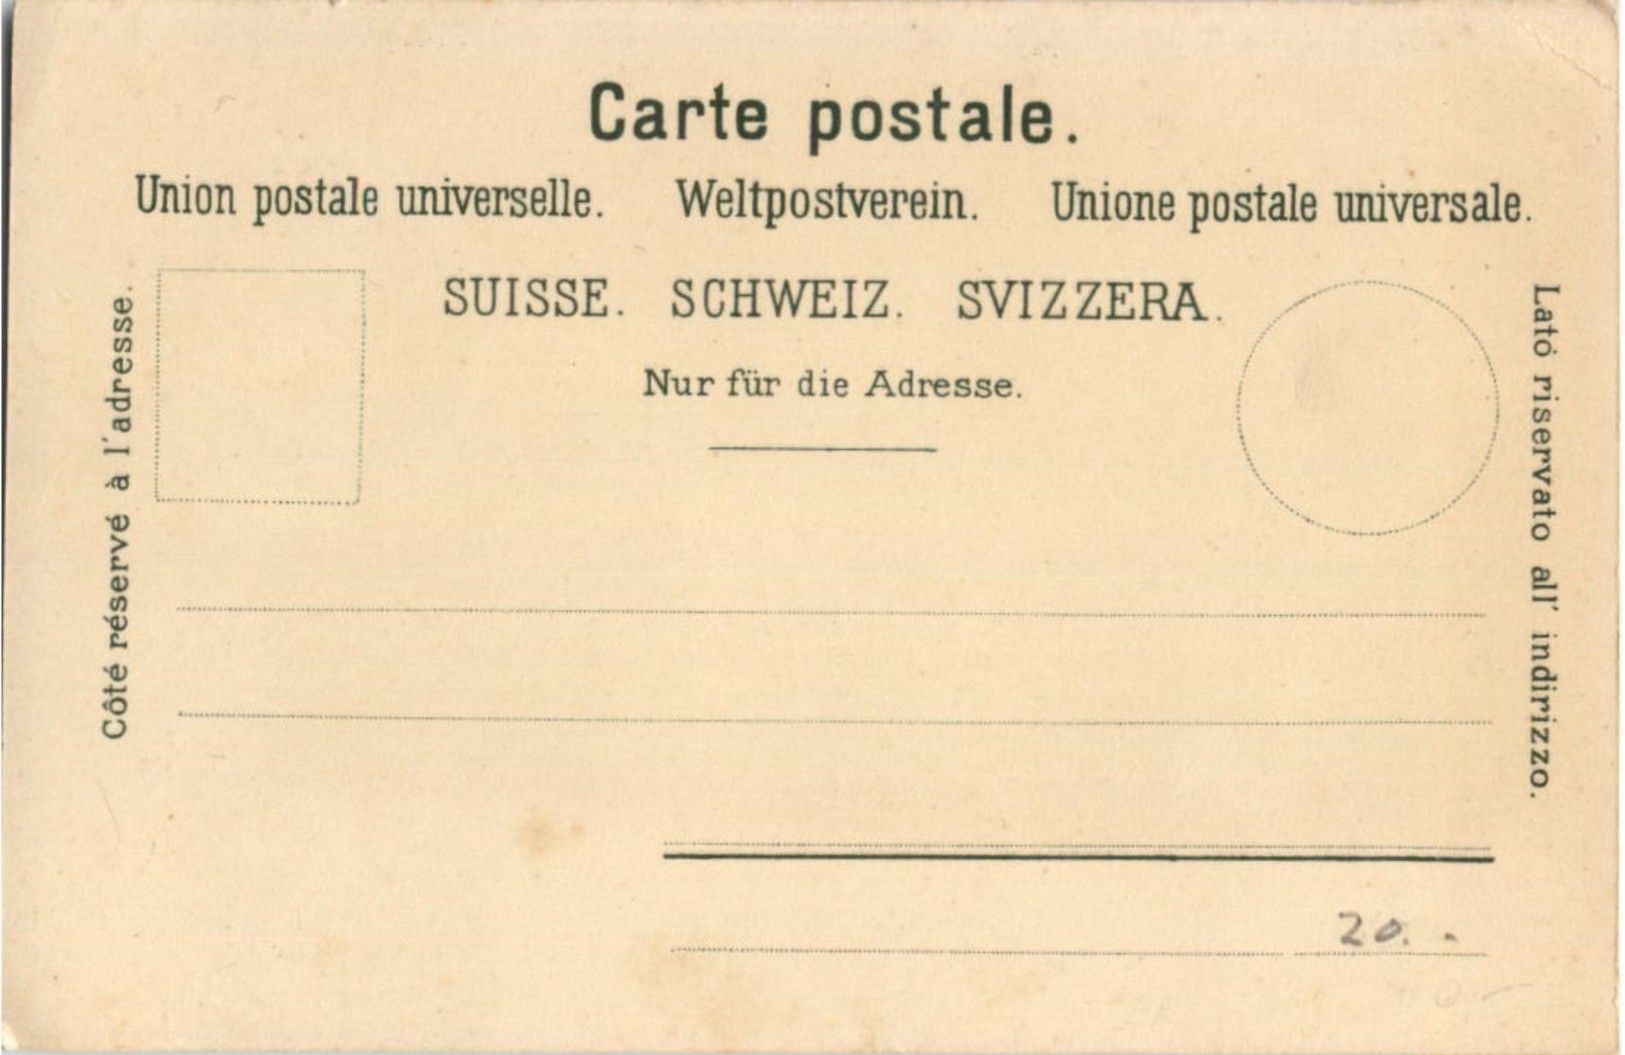 Carte postale.
Union postale universelle. Weltpostverein. Unione postale universale.
SUISSE. SCHWEIZ. SVIZZERA.
Nur für die Adresse.
Côté réservé à l'adresse.
Lató riservato all' indirizzo.
20.-